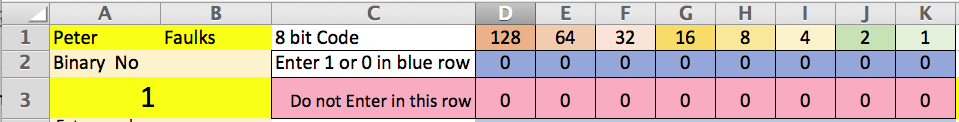 A B C D E F G H I J K
1 Peter Faulks 8 bit Code 128 64 32 16 8 4 2 1
2 Binary No Enter 1 or 0 in blue row 0 0 0 0 0 0 0 0
3 1 Do not Enter in this row 0 0 0 0 0 0 0 0